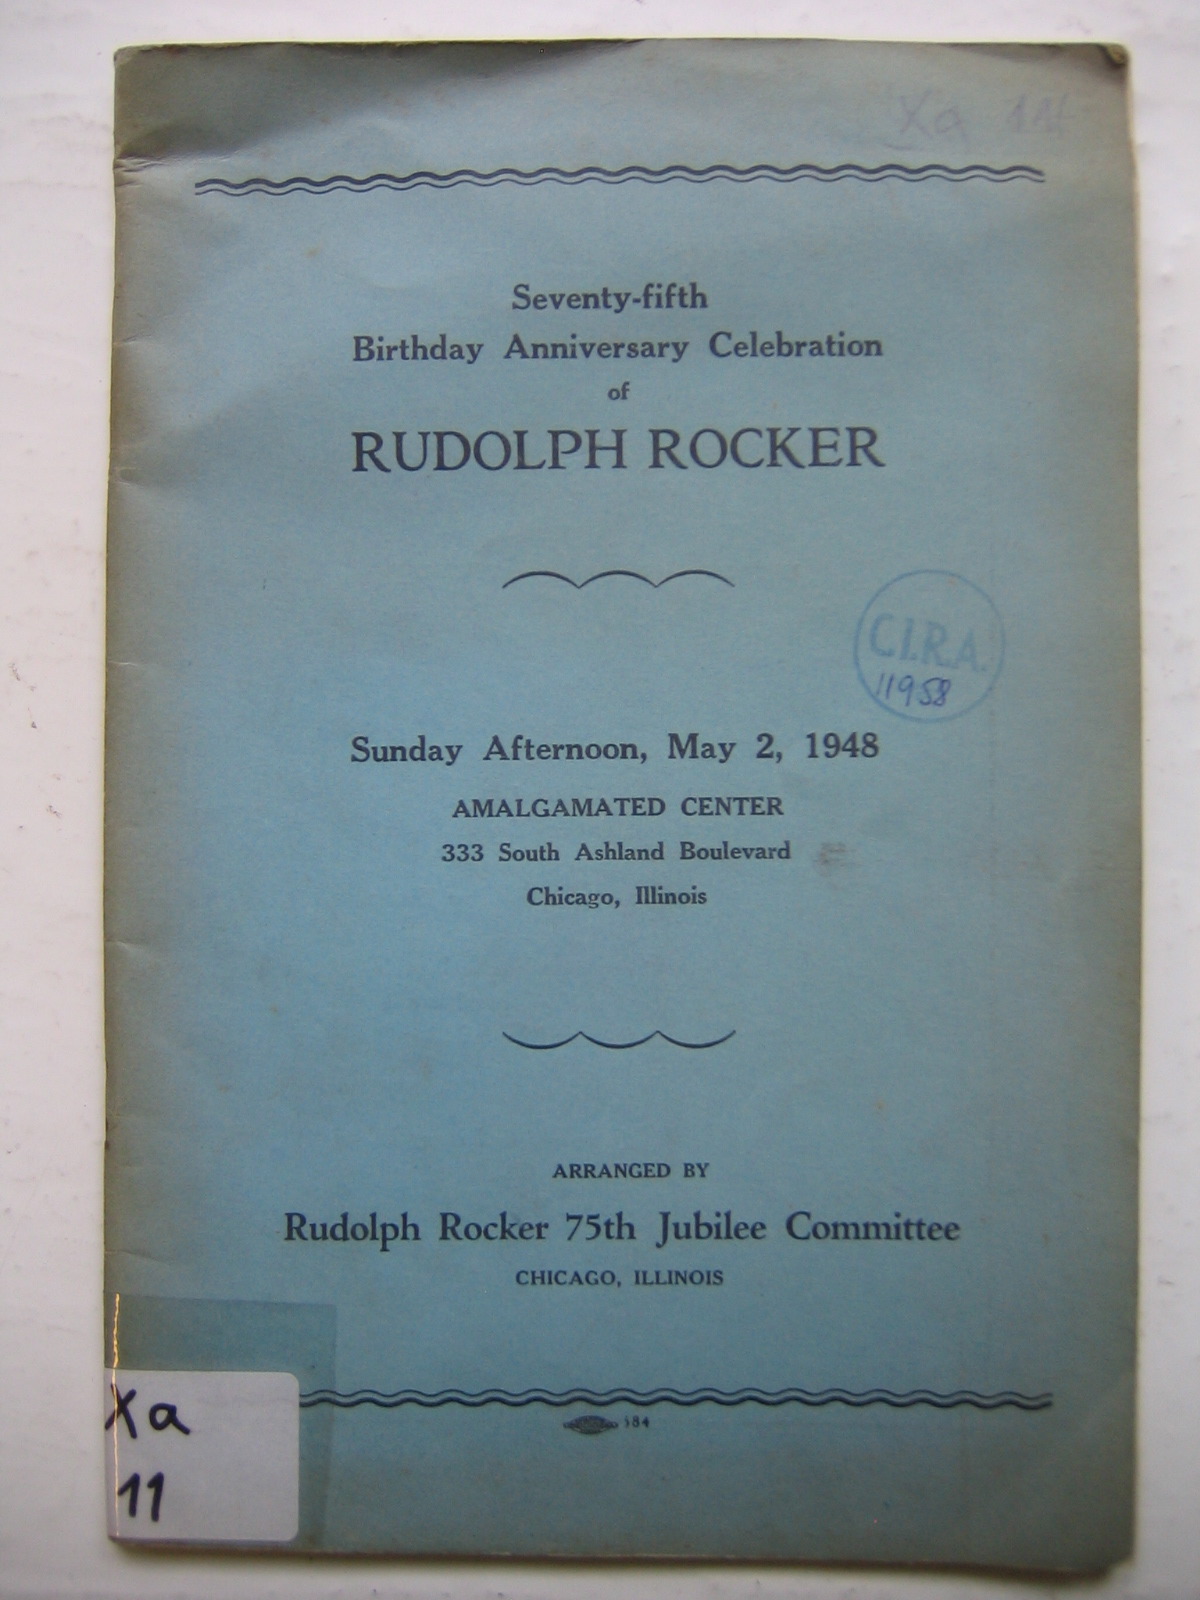 Xa
Seventy-fifth
Birthday Anniversary Celebration
of
RUDOLPH ROCKER
C.I.R.A.
11958
Sunday Afternoon, May 2, 1948
AMALGAMATED CENTER
333 South Ashland Boulevard
Chicago, Illinois
ARRANGED BY
Rudolph Rocker 75th Jubilee Committee
CHICAGO, ILLINOIS
Xa
11